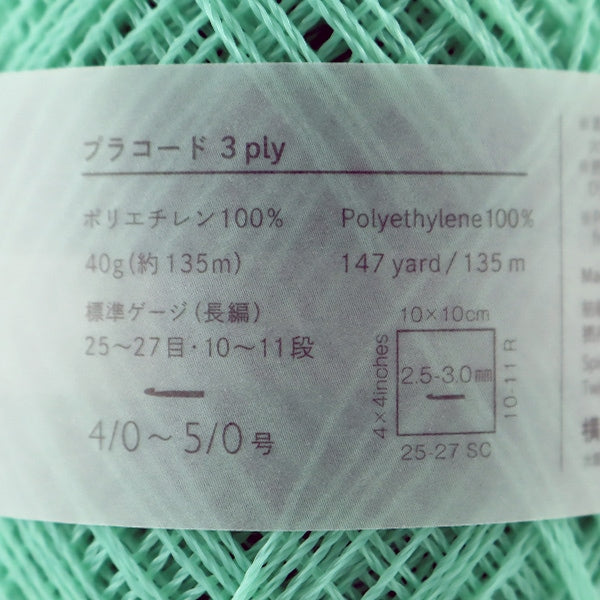 プラコード 3 ply
ポリエチレン100%
40g(約135m)
標準ゲージ(長編)
25〜27目・10〜11段
4/0〜5/0号
Polyethylene100%
147 yard/135 m
10×10cm
4×4inches
2.5-3.0mm
10-11 R
25-27 SC